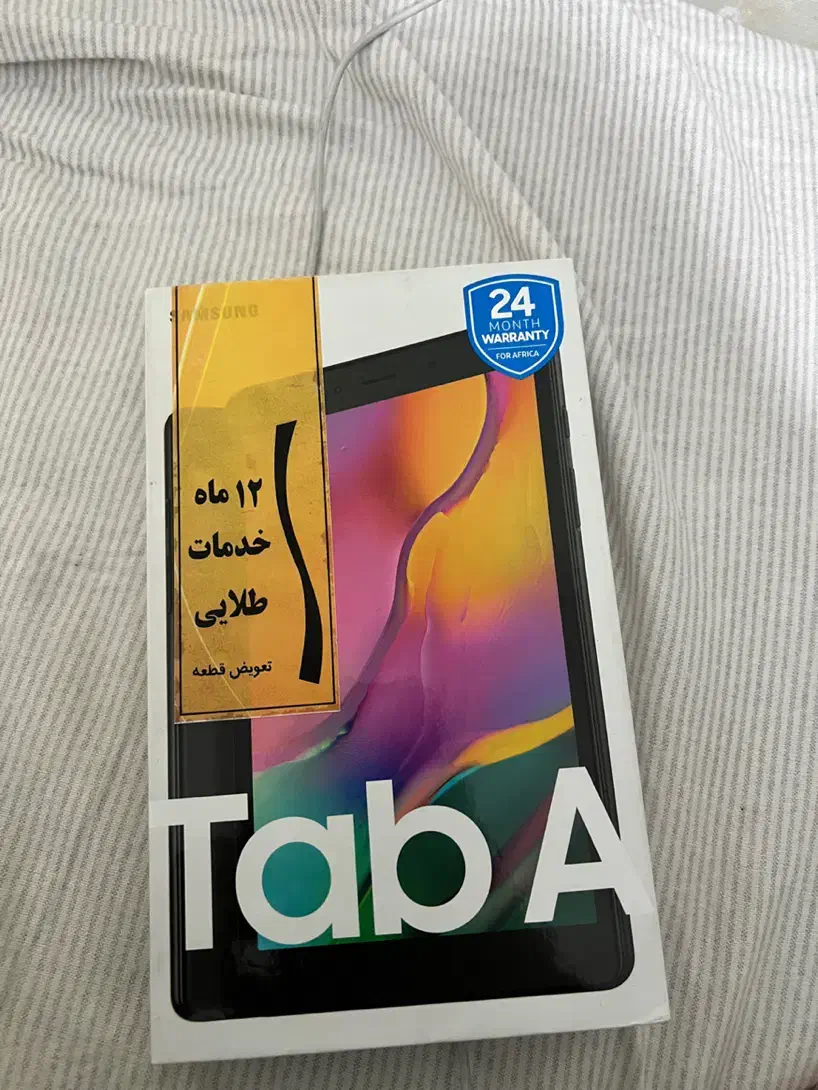 SAMSUNG
24
MONTH
WARRANTY
FOR AFRICA
۱۲ ماه
خدمات
طلایی
تعویض قطعه
Tab A